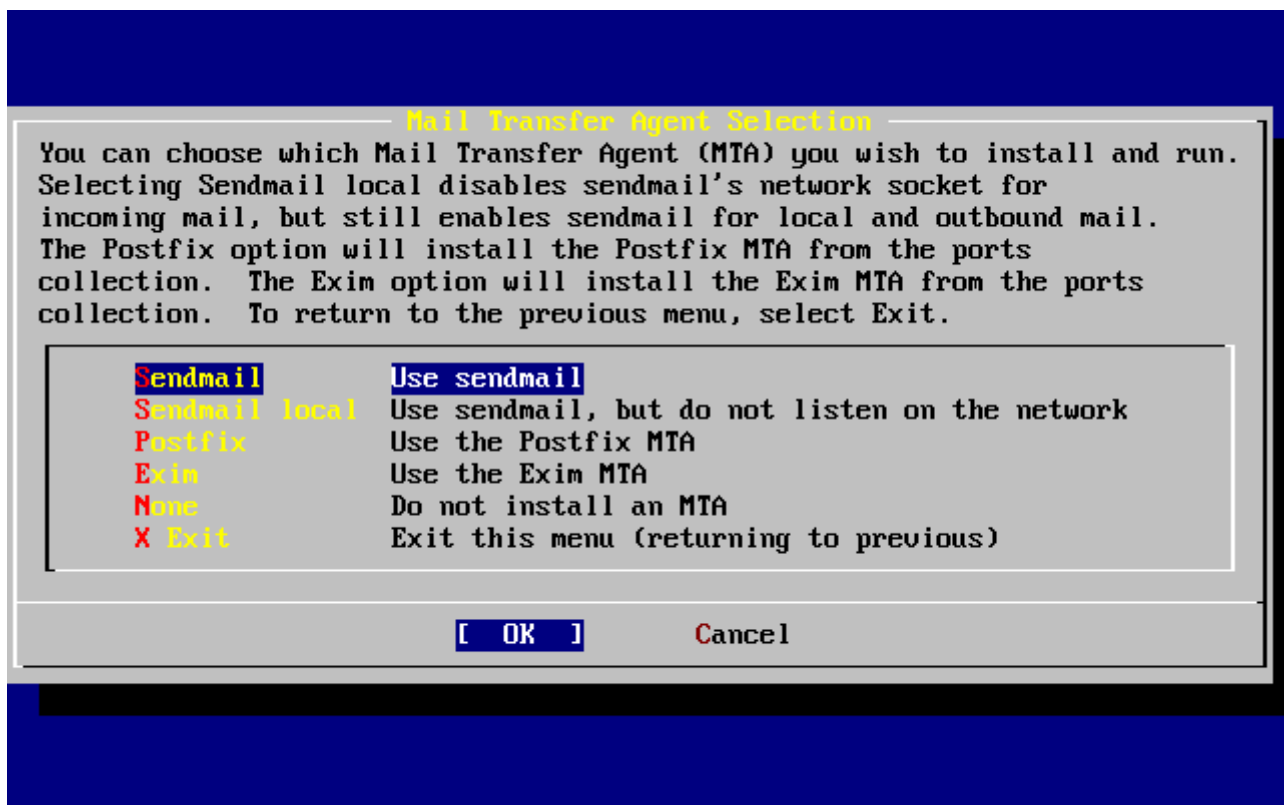 Mail Transfer Agent Selection
You can choose which Mail Transfer Agent (MTA) you wish to install and run.
Selecting Sendmail local disables sendmail's network socket for
incoming mail, but still enables sendmail for local and outbound mail.
The Postfix option will install the Postfix MTA from the ports
collection.  The Exim option will install the Exim MTA from the ports
collection.  To return to the previous menu, select Exit.
Sendmail Use sendmail
Sendmail local Use sendmail, but do not listen on the network
Postfix Use the Postfix MTA
Exim Use the Exim MTA
None Do not install an MTA
X Exit Exit this menu (returning to previous)
[  OK  ] Cancel